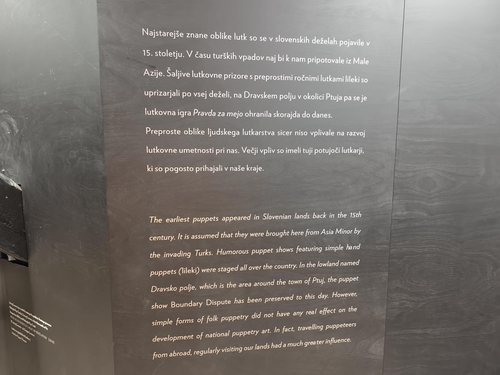 Najstarejše znane oblike lutk so se v slovenskih deželah pojavile v
15. stoletju. V času turških vpadov naj bi k nam pripotovale iz Male
Azije. Šaljive lutkovne prizore s preprostimi ročnimi lutkami lileki so
uprizarjali po vsej deželi, na Dravskem polju v okolici Ptuja pa se je
lutkovna igra Pravda za mejo ohranila skorajda do danes.
Preproste oblike ljudskega lutkarstva sicer niso vplivale na razvoj
lutkovne umetnosti pri nas. Večji vpliv so imeli tuji potujoči lutkarji,
ki so pogosto prihajali v naše kraje.
The earliest puppets appeared in Slovenian lands back in the 15th
century. It is assumed that they were brought here from Asia Minor by
the invading Turks. Humorous puppet shows featuring simple hand
puppets (lileki) were staged all over the country. In the lowland named
Dravsko polje, which is the area around the town of Ptuj, the puppet
show Boundary Dispute has been preserved to this day. However,
simple forms of folk puppetry did not have any real effect on the
development of national puppetry art. In fact, travelling puppeteers
from abroad, regularly visiting our lands had a much greater influence.